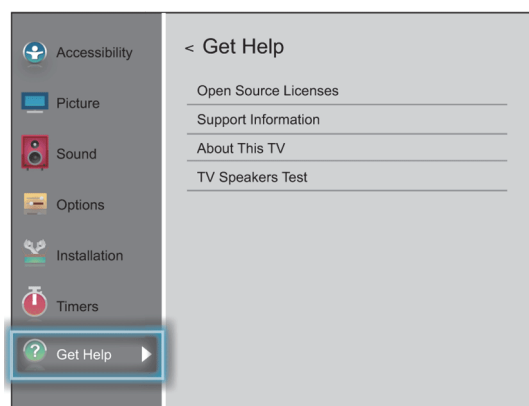 Accessibility
Picture
Sound
Options
Installation
Timers
Get Help
< Get Help
Open Source Licenses
Support Information
About This TV
TV Speakers Test